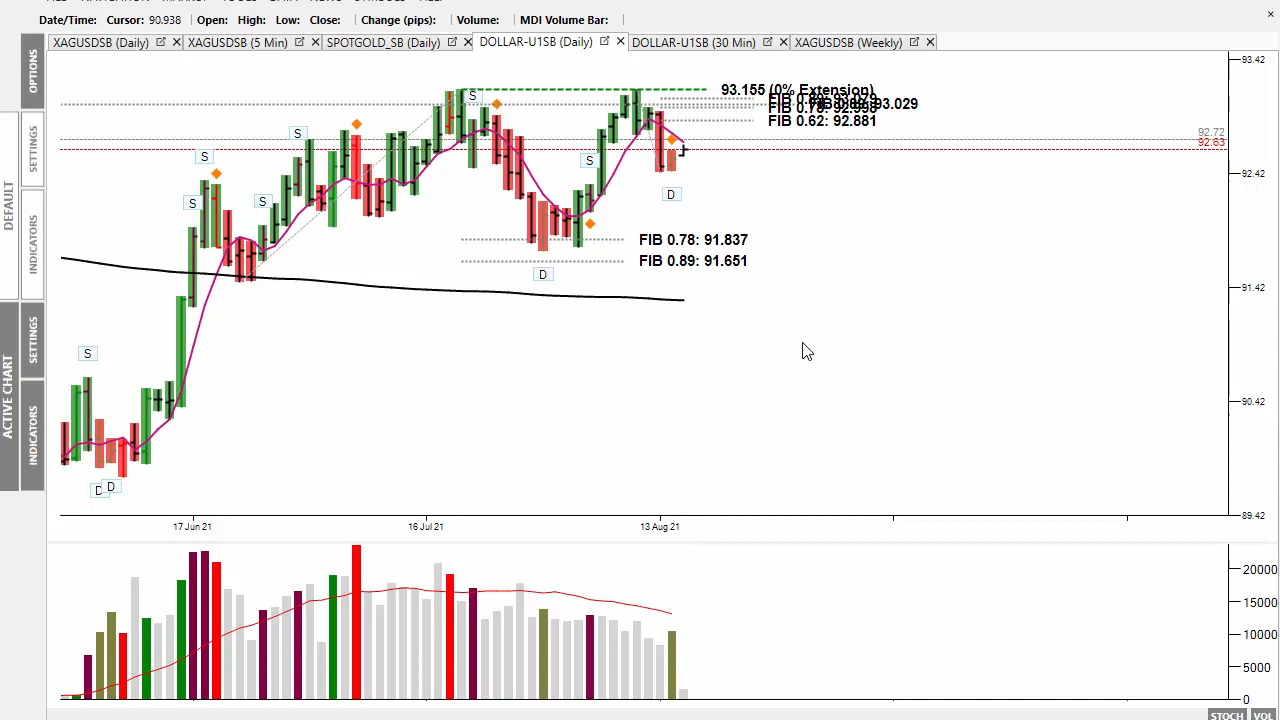 Date/Time: Cursor: 90.938 Open: High: Low: Close: Change (pips): Volume: MDI Volume Bar:
XAGUSDSB (Daily) XAGUSDSB (5 Min) SPOTGOLD_SB (Daily) DOLLAR-U1SB (Daily) DOLLAR-U1SB (30 Min) XAGUSDSB (Weekly)
OPTIONS
SETTINGS
DEFAULT
INDICATORS
SETTINGS
ACTIVE CHART
INDICATORS
93.42
93.155 (0% Extension)
93.029
FIB 0.62: 92.881
92.72
92.63
92.42
S
S
S
S
S
S
S
D
FIB 0.78: 91.837
FIB 0.89: 91.651
D
91.42
90.42
D
D
89.42
17 Jun 21 16 Jul 21 13 Aug 21
20000
15000
10000
5000
0
STOCH VOL